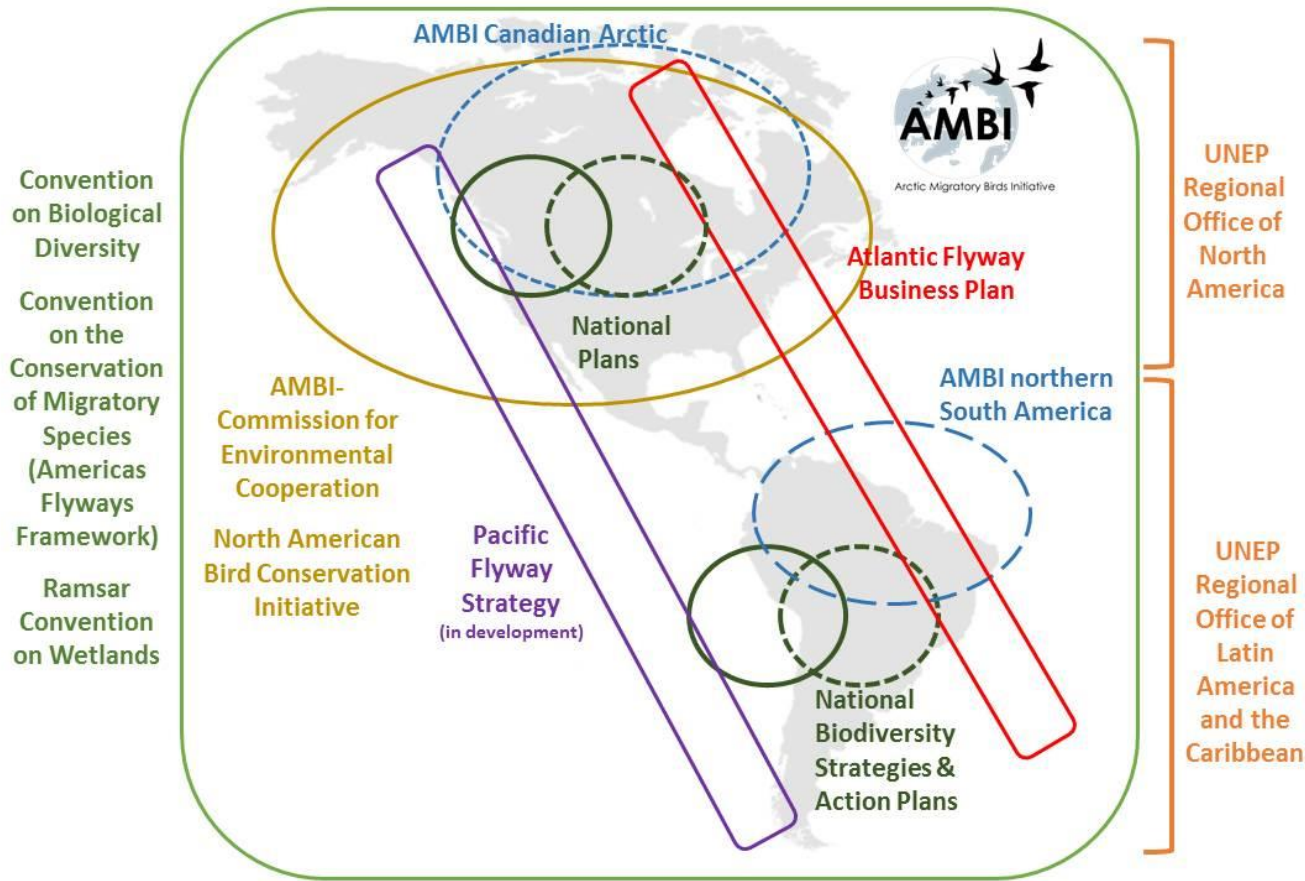 AMBI Canadian Arctic
AMBI
Arctic Migratory Birds Initiative
Convention
on Biological
Diversity
Convention
on the
Conservation
of Migratory
Species
(Americas
Flyways
Framework)
Ramsar
Convention
on Wetlands
National
Plans
Atlantic Flyway
Business Plan
AMBI-
Commission for
Environmental
Cooperation
North American
Bird Conservation
Initiative
Pacific
Flyway
Strategy
(in development)
AMBI northern
South America
National
Biodiversity
Strategies &
Action Plans
UNEP
Regional
Office of
North
America
UNEP
Regional
Office of
Latin
America
and the
Caribbean